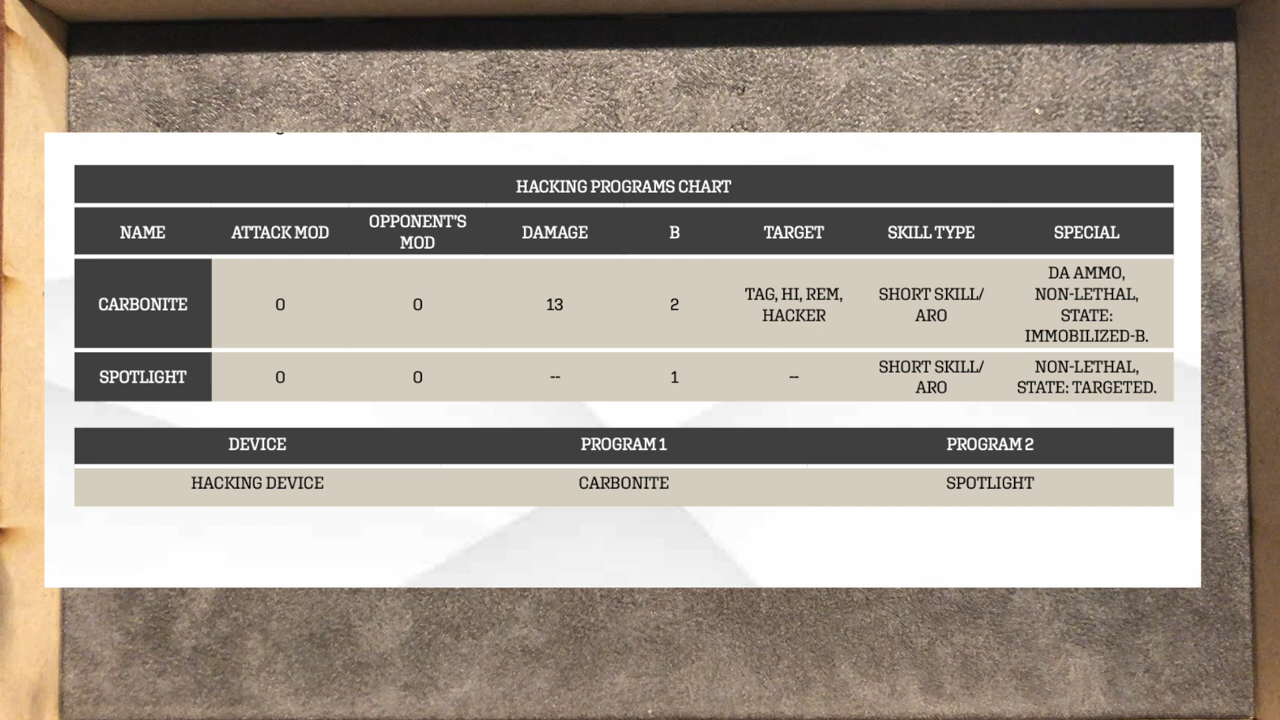 HACKING PROGRAMS CHART
NAME ATTACK MOD OPPONENT'S MOD DAMAGE B TARGET SKILL TYPE SPECIAL
CARBONITE 0 0 13 2 TAG, HI, REM, HACKER SHORT SKILL/ ARO DA AMMO, NON-LETHAL, STATE: IMMOBILIZED-B.
SPOTLIGHT 0 0 -- 1 -- SHORT SKILL/ ARO NON-LETHAL, STATE: TARGETED.
DEVICE PROGRAM 1 PROGRAM 2
HACKING DEVICE CARBONITE SPOTLIGHT